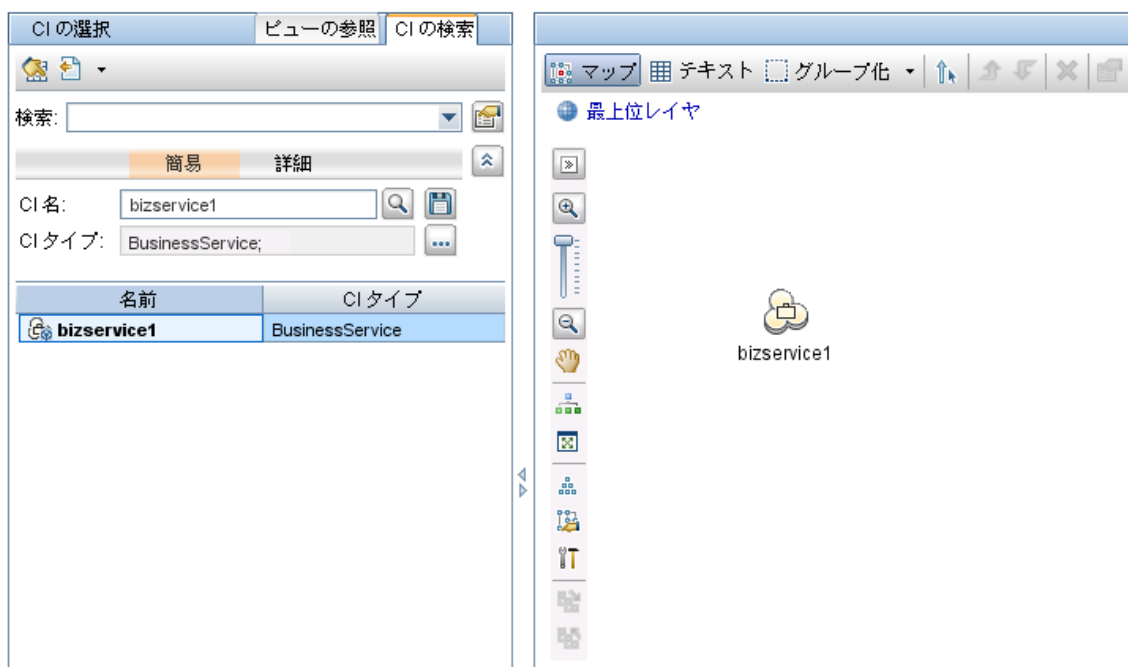 CI の選択
ビューの参照
CI の検索
検索:
簡易
詳細
CI 名:
bizservice1
CI タイプ:
BusinessService;
名前
CI タイプ
bizservice1
BusinessService
マップ
テキスト
グループ化
最上位レイヤ
bizservice1